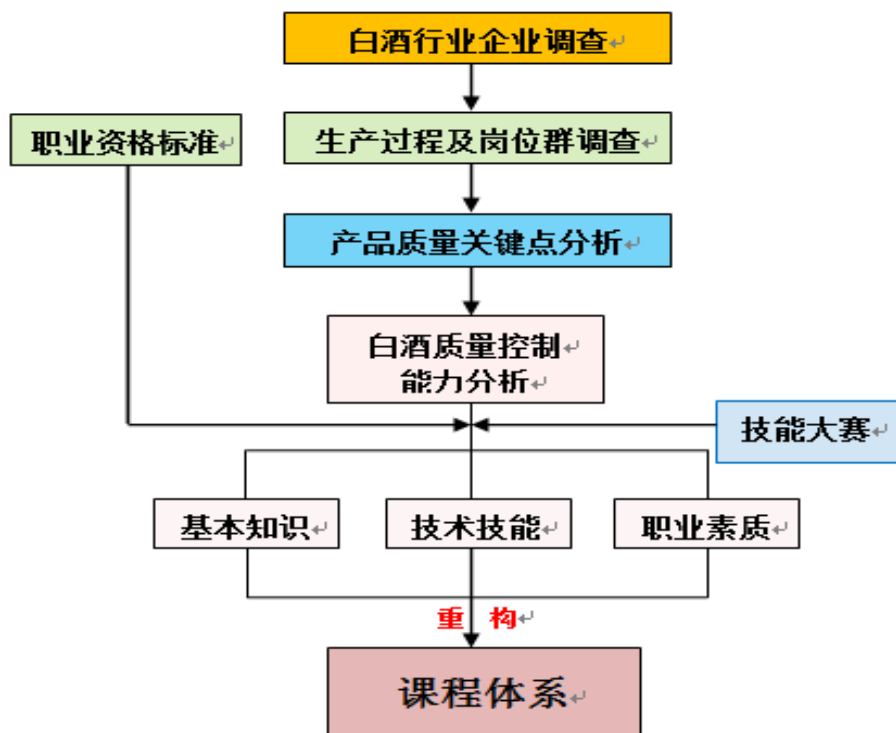 白酒行业企业调查
职业资格标准
生产过程及岗位群调查
产品质量关键点分析
白酒质量控制
能力分析
技能大赛
基本知识
技术技能
职业素质
重 构
课程体系